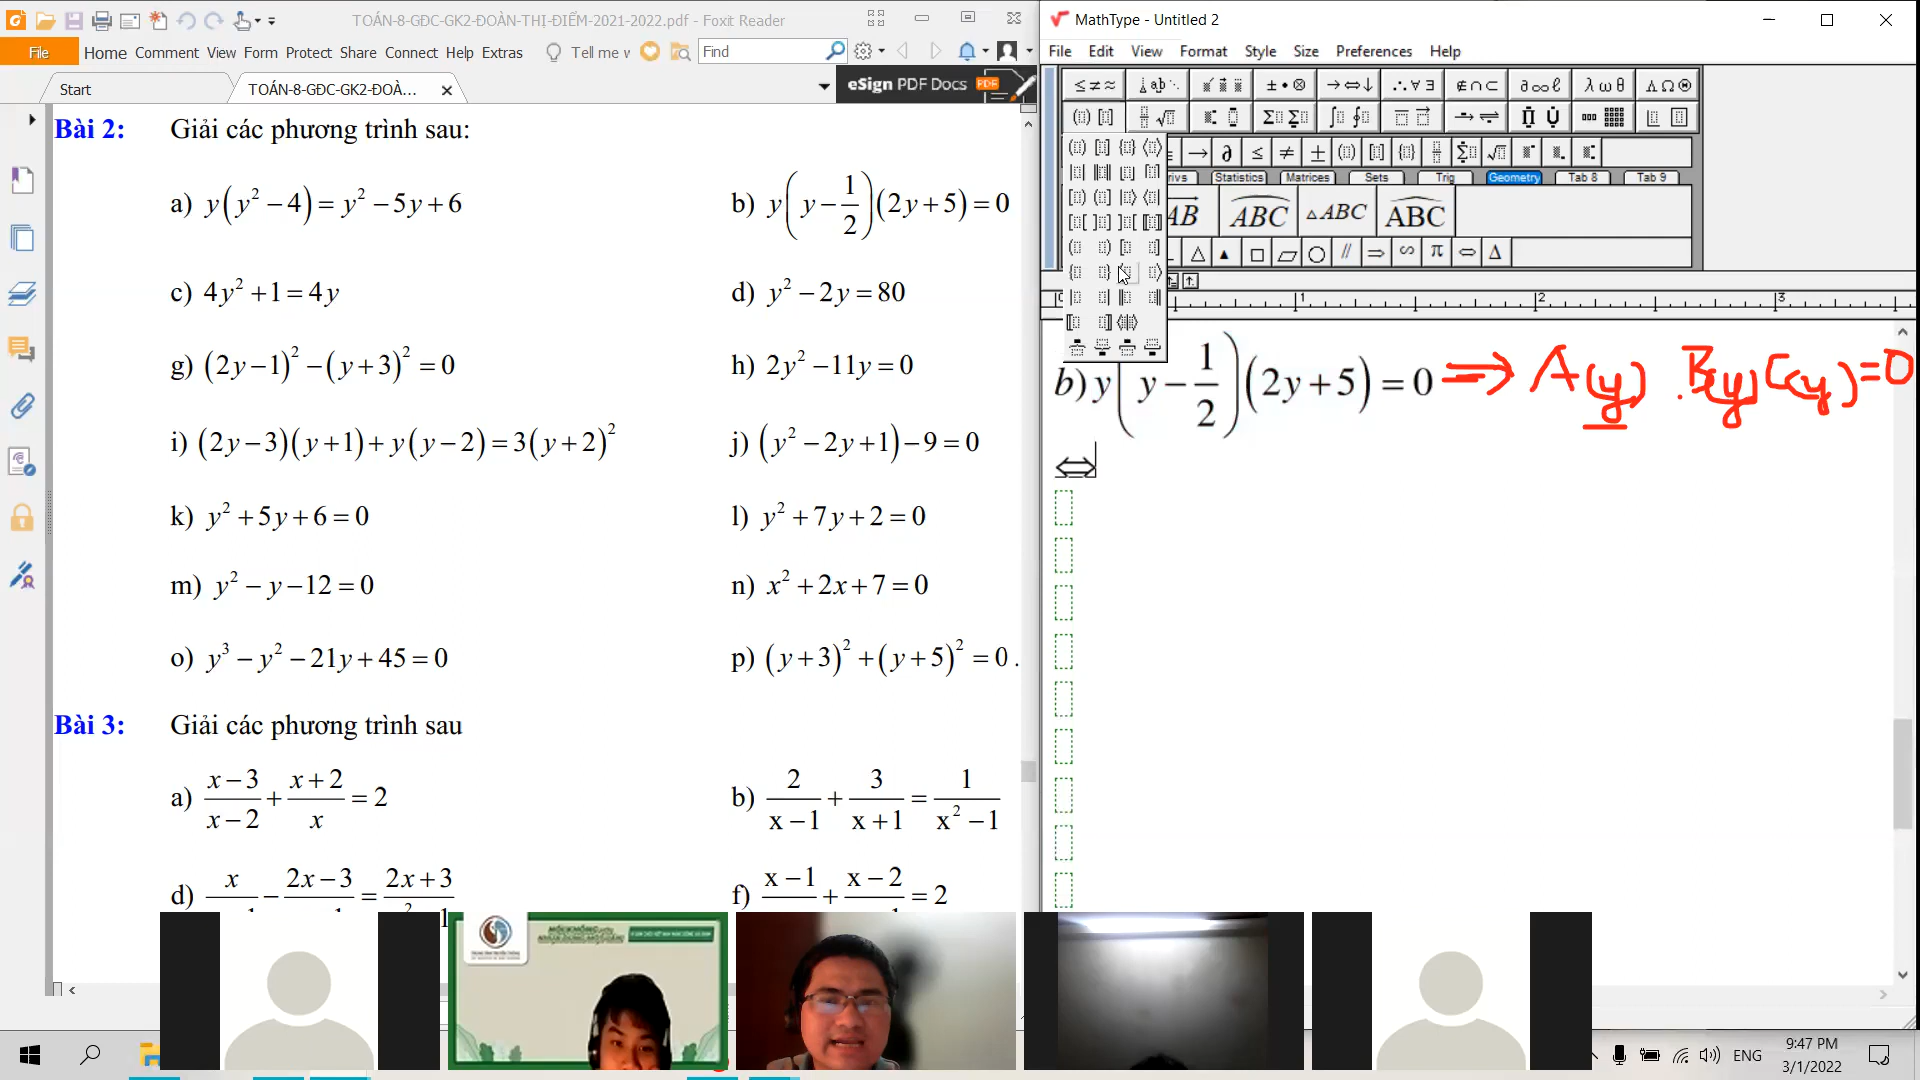 TOÁN-8-GĐC-GK2-ĐOÀN-THỊ-ĐIỂM-2021-2022.pdf - Foxit Reader
File Home Comment View Form Protect Share Connect Help Extras Tell me w Find
Start
TOÁN-8-GĐC-GK2-ĐOÀ...
eSign PDF Docs
Bài 2: Giải các phương trình sau:
a) y(y² − 4) = y² − 5y + 6
b) y(y − 1/2)(2y + 5) = 0
c) 4y² + 1 = 4y
d) y² − 2y = 80
g) (2y − 1)² − (y + 3)² = 0
h) 2y² − 11y = 0
i) (2y − 3)(y + 1) + y(y − 2) = 3(y + 2)²
j) (y² − 2y + 1) − 9 = 0
k) y² + 5y + 6 = 0
l) y² + 7y + 2 = 0
m) y² − y − 12 = 0
n) x² + 2x + 7 = 0
o) y³ − y² − 21y + 45 = 0
p) (y + 3)² + (y + 5)² = 0 .
Bài 3: Giải các phương trình sau
a) (x − 3)/(x − 2) + (x + 2)/x = 2
b) 2/(x − 1) + 3/(x + 1) = 1/(x² − 1)
d)
f)
MathType - Untitled 2
File Edit View Format Style Size Preferences Help
Statistics Matrices Sets Trig Geometry Tab 8 Tab 9
AB ABC △ABC ABC
1 2 3
b) y(y − 1/2)(2y + 5) = 0 ⇒ A(y) . B(y) C(y) = 0
⇔
ENG
9:47 PM
3/1/2022